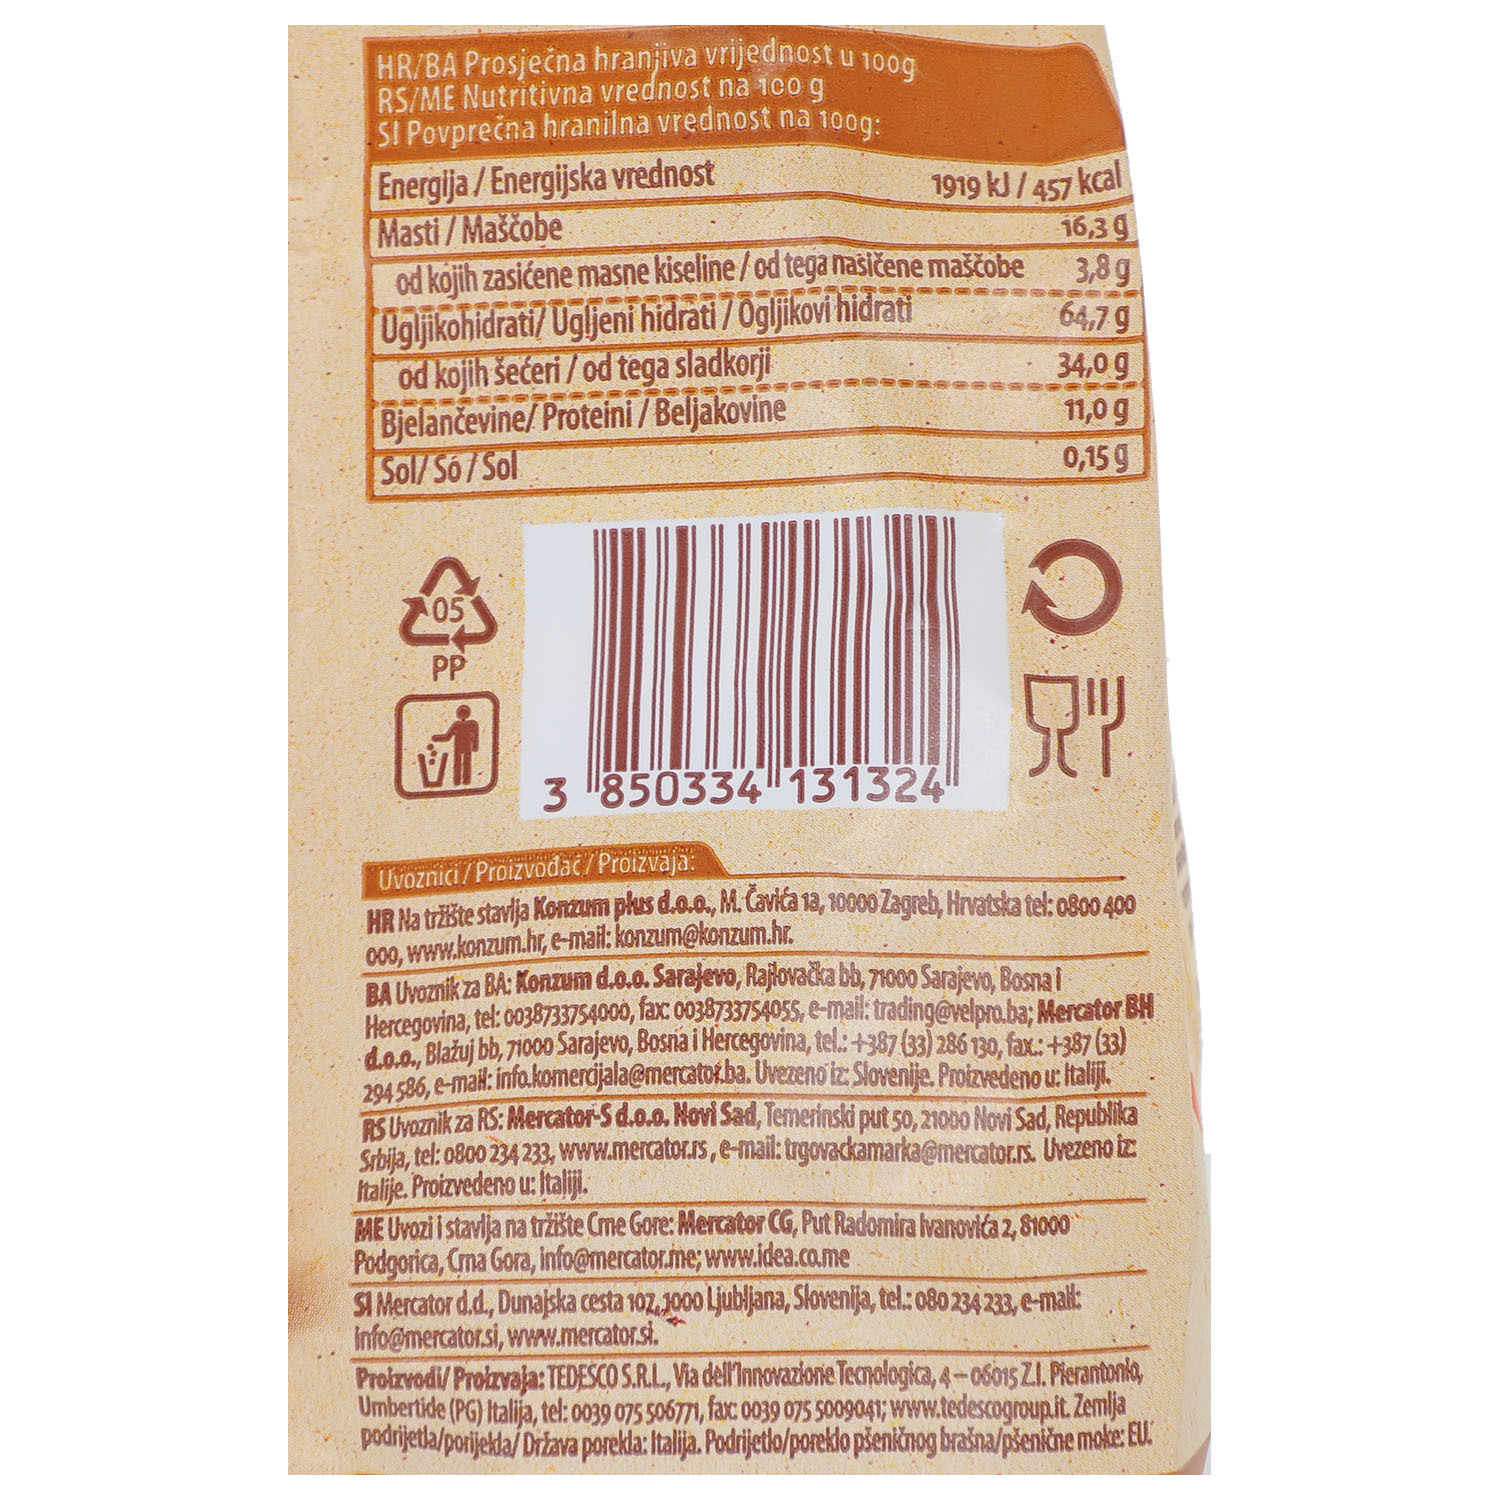 HR/BA Prosječna hranjiva vrijednost u 100g
RS/ME Nutritivna vrednost na 100 g
SI Povprečna hranilna vrednost na 100g:
Energija / Energijska vrednost 1919 kJ / 457 kcal
Masti / Maščobe 16,3 g
od kojih zasićene masne kiseline / od tega nasičene maščobe 3,8 g
Ugljikohidrati/ Ugljeni hidrati / Ogljikovi hidrati 64,7 g
od kojih šećeri / od tega sladkorji 34,0 g
Bjelančevine/ Proteini / Beljakovine 11,0 g
Sol/ Só / Sol 0,15 g
05
PP
3 850334 131324
Uvoznici / Proizvođač / Proizvaja:
HR Na tržište stavlja Konzum plus d.o.o., M. Čavića 1a, 10000 Zagreb, Hrvatska tel: 0800 400
000, www.konzum.hr, e-mail: konzum@konzum.hr.
BA Uvoznik za BA: Konzum d.o.o. Sarajevo, Rajlovačka bb, 71000 Sarajevo, Bosna i
Hercegovina, tel: 0038733754000, fax: 0038733754055, e-mail: trading@velpro.ba; Mercator BH
d.o.o., Blažuj bb, 71000 Sarajevo, Bosna i Hercegovina, tel.: +387 (33) 286 130, fax.: +387 (33)
294 586, e-mail: info.komercijala@mercator.ba. Uvezeno iz: Slovenije. Proizvedeno u: Italiji.
RS Uvoznik za RS: Mercator-S d.o.o. Novi Sad, Temerinski put 50, 21000 Novi Sad, Republika
Srbija, tel: 0800 234 233, www.mercator.rs, e-mail: trgovackamarka@mercator.rs. Uvezeno iz:
Italije. Proizvedeno u: Italiji.
ME Uvozi i stavlja na tržište Crne Gore: Mercator CG, Put Radomira Ivanovića 2, 81000
Podgorica, Crna Gora, info@mercator.me; www.idea.co.me
SI Mercator d.d., Dunajska cesta 107, 1000 Ljubljana, Slovenija, tel.: 080 234 233, e-mail:
info@mercator.si, www.mercator.si.
Proizvodi/ Proizvaja: TEDESCO S.R.L., Via dell'Innovazione Tecnologica, 4 – 06015 Z.I. Pierantonio,
Umbertide (PG) Italija, tel: 0039 075 506771, fax: 0039 075 5009041; www.tedescogroup.it. Zemlja
podrijetla/porijekla/ Država porekla: Italija. Podrijetlo/poreklo pšeničnog brašna/pšenične moke: EU.